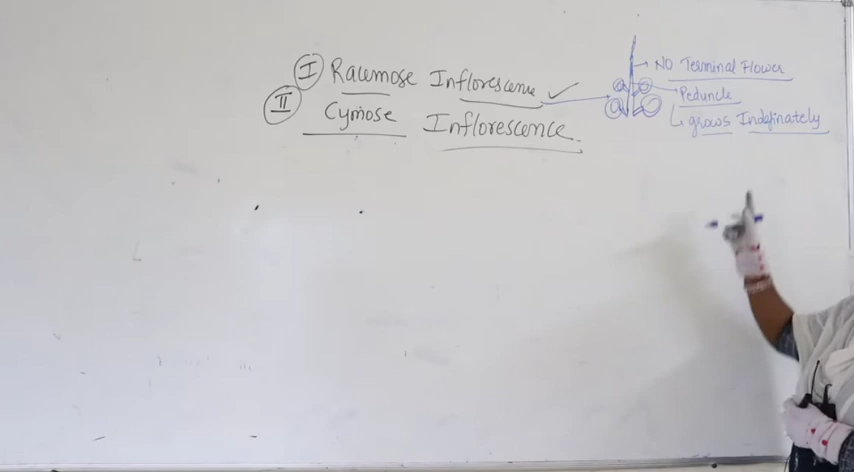 I Racemose Inflorescence ✓
II Cymose Inflorescence
No Terminal Flower
Peduncle
↳ grows Indefinately